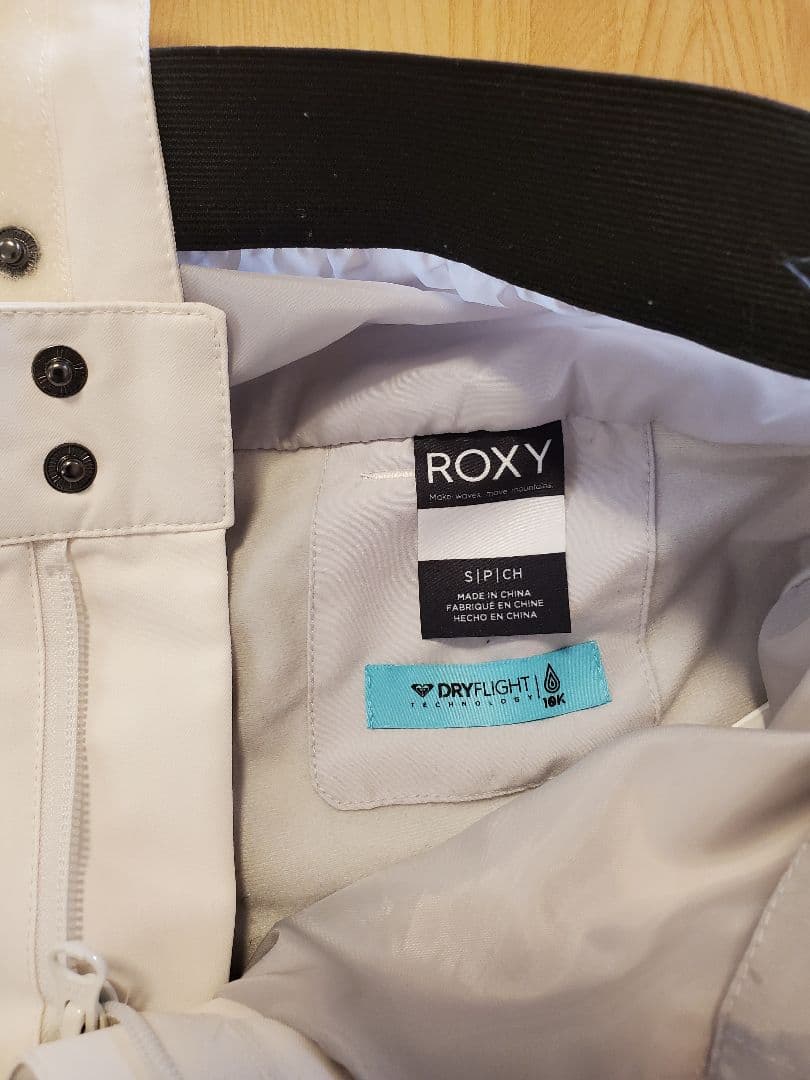 ROXY
Make waves, move mountains.
S|P|CH
MADE IN CHINA
FABRIQUÉ EN CHINE
HECHO EN CHINA
DRYFLIGHT
TECHNOLOGY
10K